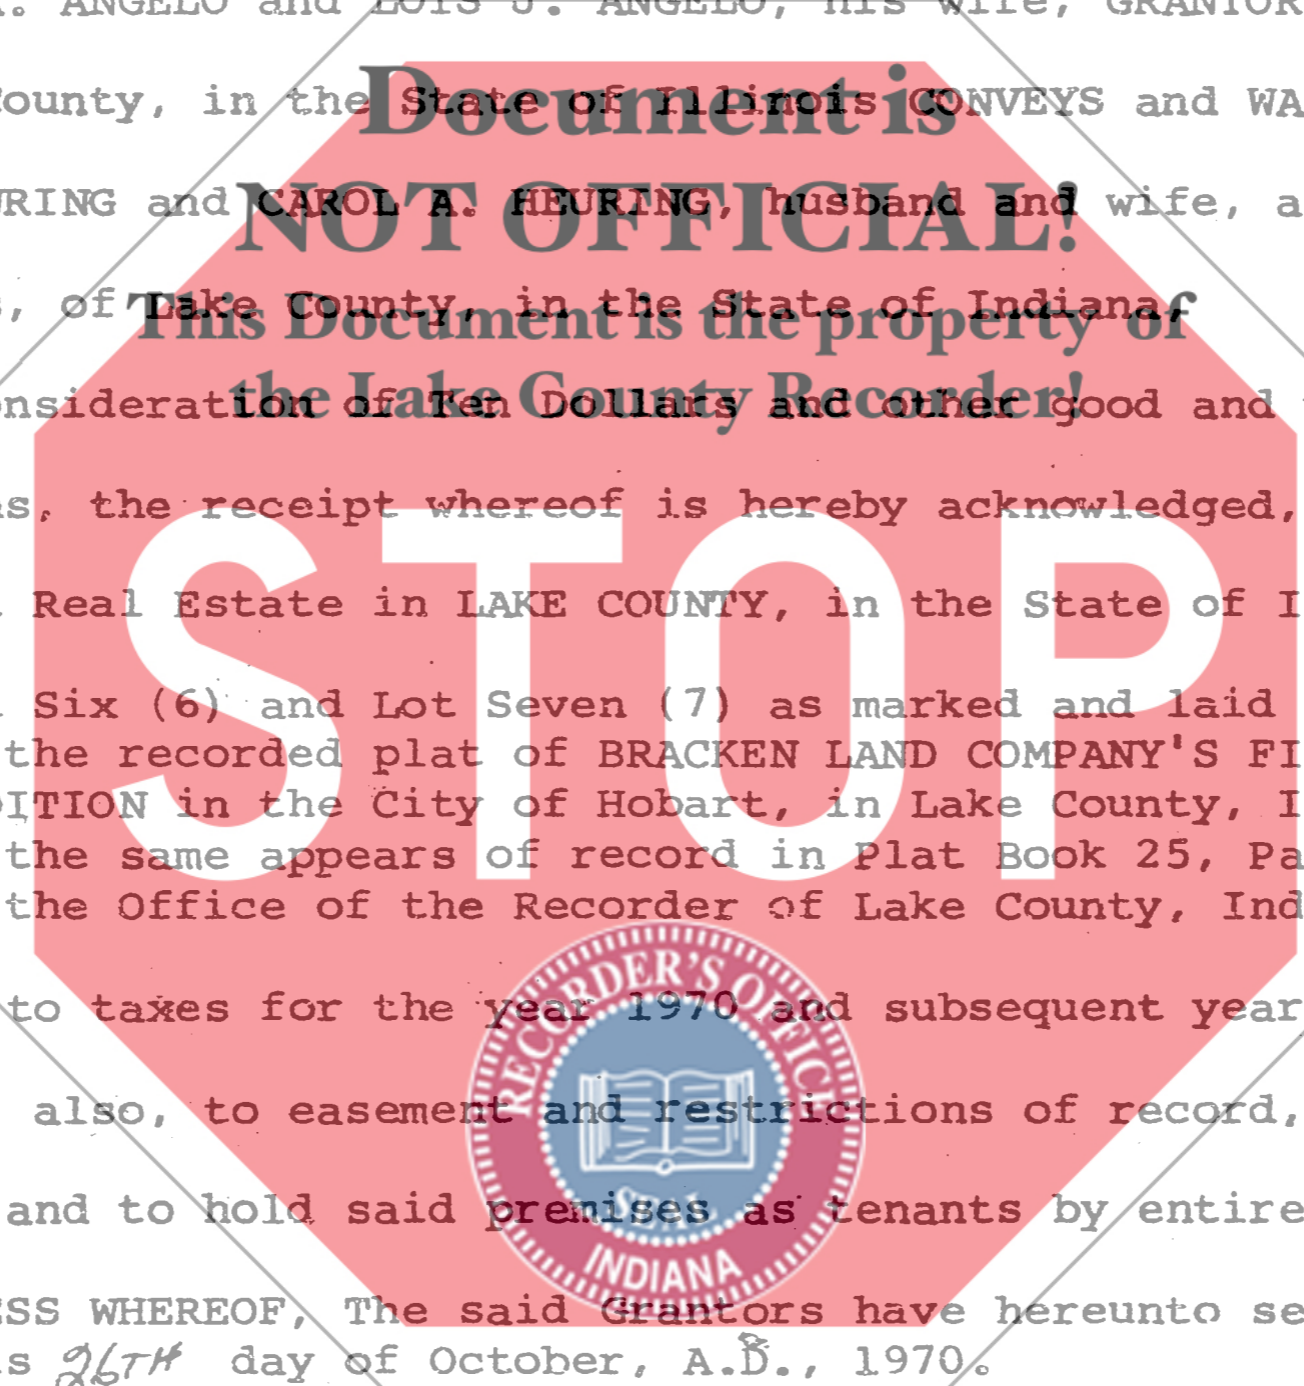 . ANGELO and LOIS J. ANGELO, his wife, GRANTOR
ounty, in the State of Illinois CONVEYS and WA
RING and CAROL A. HEURING, husband and wife, a
, of Lake County, in the State of Indiana,
nsideration of Ten Dollars and other good and
s, the receipt whereof is hereby acknowledged,
Real Estate in LAKE COUNTY, in the State of I
Six (6) and Lot Seven (7) as marked and laid
the recorded plat of BRACKEN LAND COMPANY'S FI
DITION in the City of Hobart, in Lake County, I
the same appears of record in Plat Book 25, Pa
the Office of the Recorder of Lake County, Ind
to taxes for the year 1970 and subsequent year
also, to easement and restrictions of record,
and to hold said premises as tenants by entire
ESS WHEREOF, The said Grantors have hereunto se
s 26TH day of October, A.D., 1970.
Document is
NOT OFFICIAL!
This Document is the property of
the Lake County Recorder!
STOP
RECORDER'S OFFICE
SEAL
INDIANA